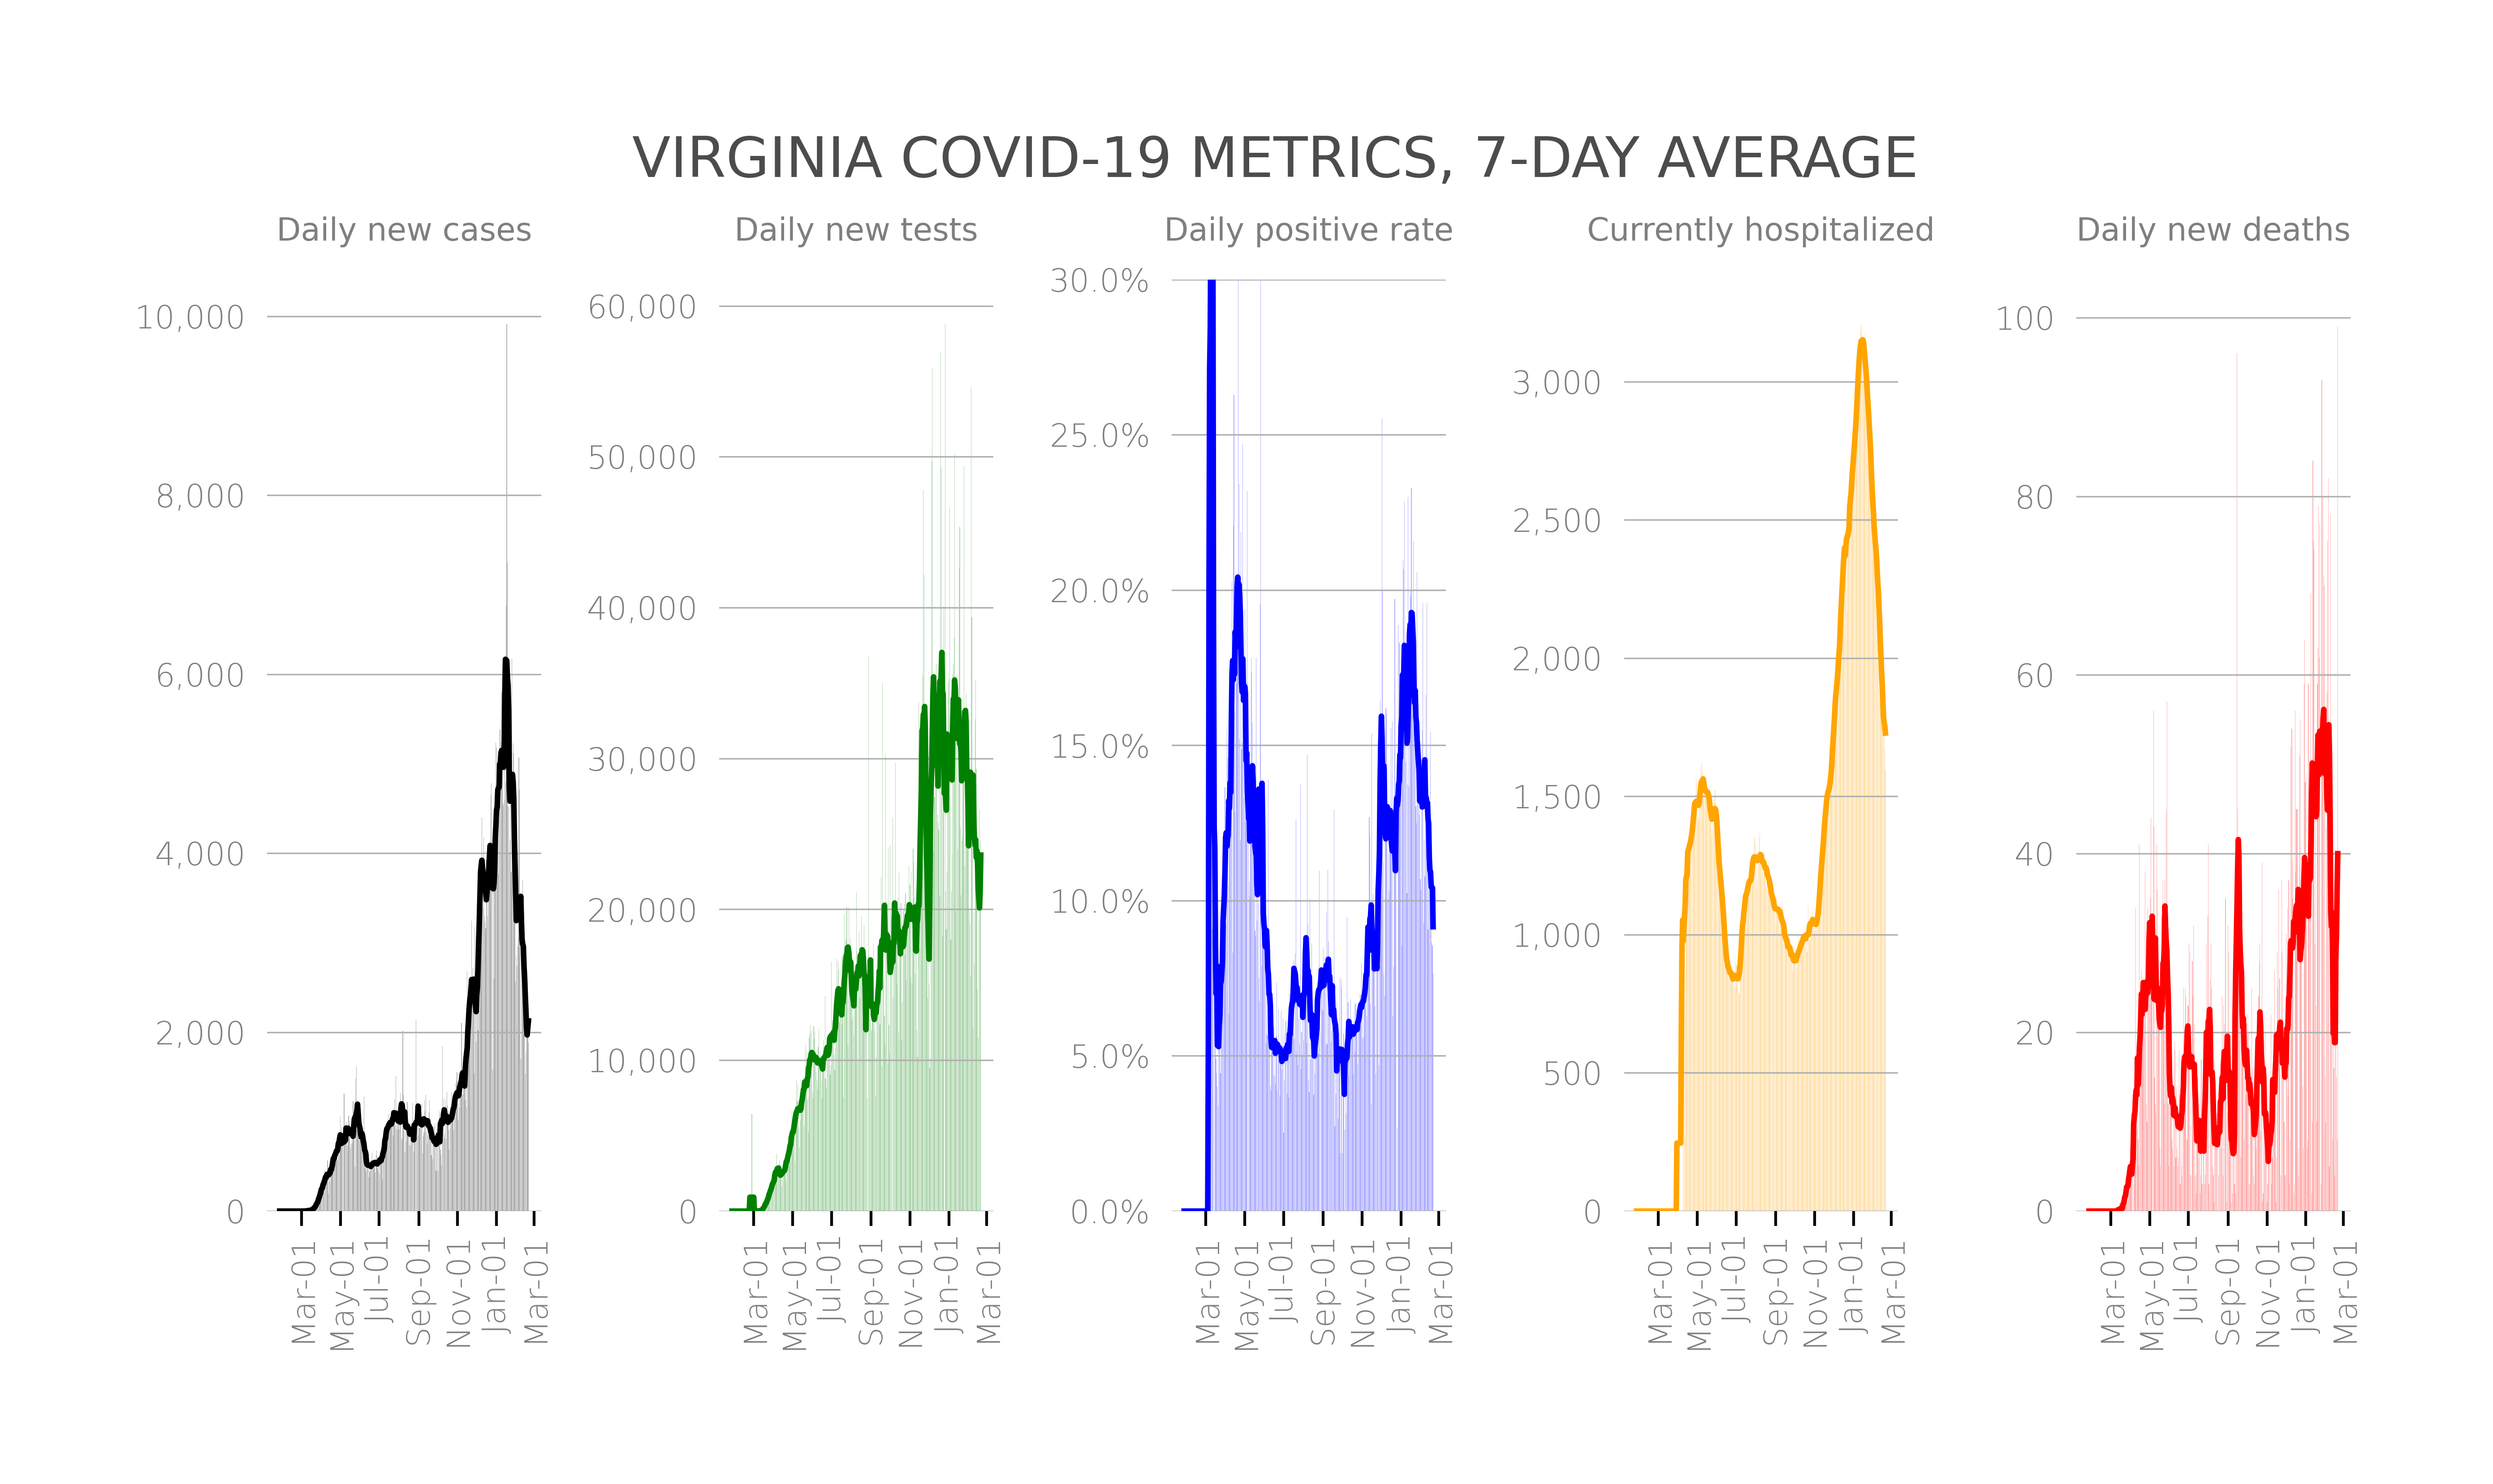 VIRGINIA COVID-19 METRICS, 7-DAY AVERAGE
Daily new cases
10,000
8,000
6,000
4,000
2,000
0
Mar-01
May-01
Jul-01
Sep-01
Nov-01
Jan-01
Mar-01
Daily new tests
60,000
50,000
40,000
30,000
20,000
10,000
0
Mar-01
May-01
Jul-01
Sep-01
Nov-01
Jan-01
Mar-01
Daily positive rate
30.0%
25.0%
20.0%
15.0%
10.0%
5.0%
0.0%
Mar-01
May-01
Jul-01
Sep-01
Nov-01
Jan-01
Mar-01
Currently hospitalized
3,000
2,500
2,000
1,500
1,000
500
0
Mar-01
May-01
Jul-01
Sep-01
Nov-01
Jan-01
Mar-01
Daily new deaths
100
80
60
40
20
0
Mar-01
May-01
Jul-01
Sep-01
Nov-01
Jan-01
Mar-01